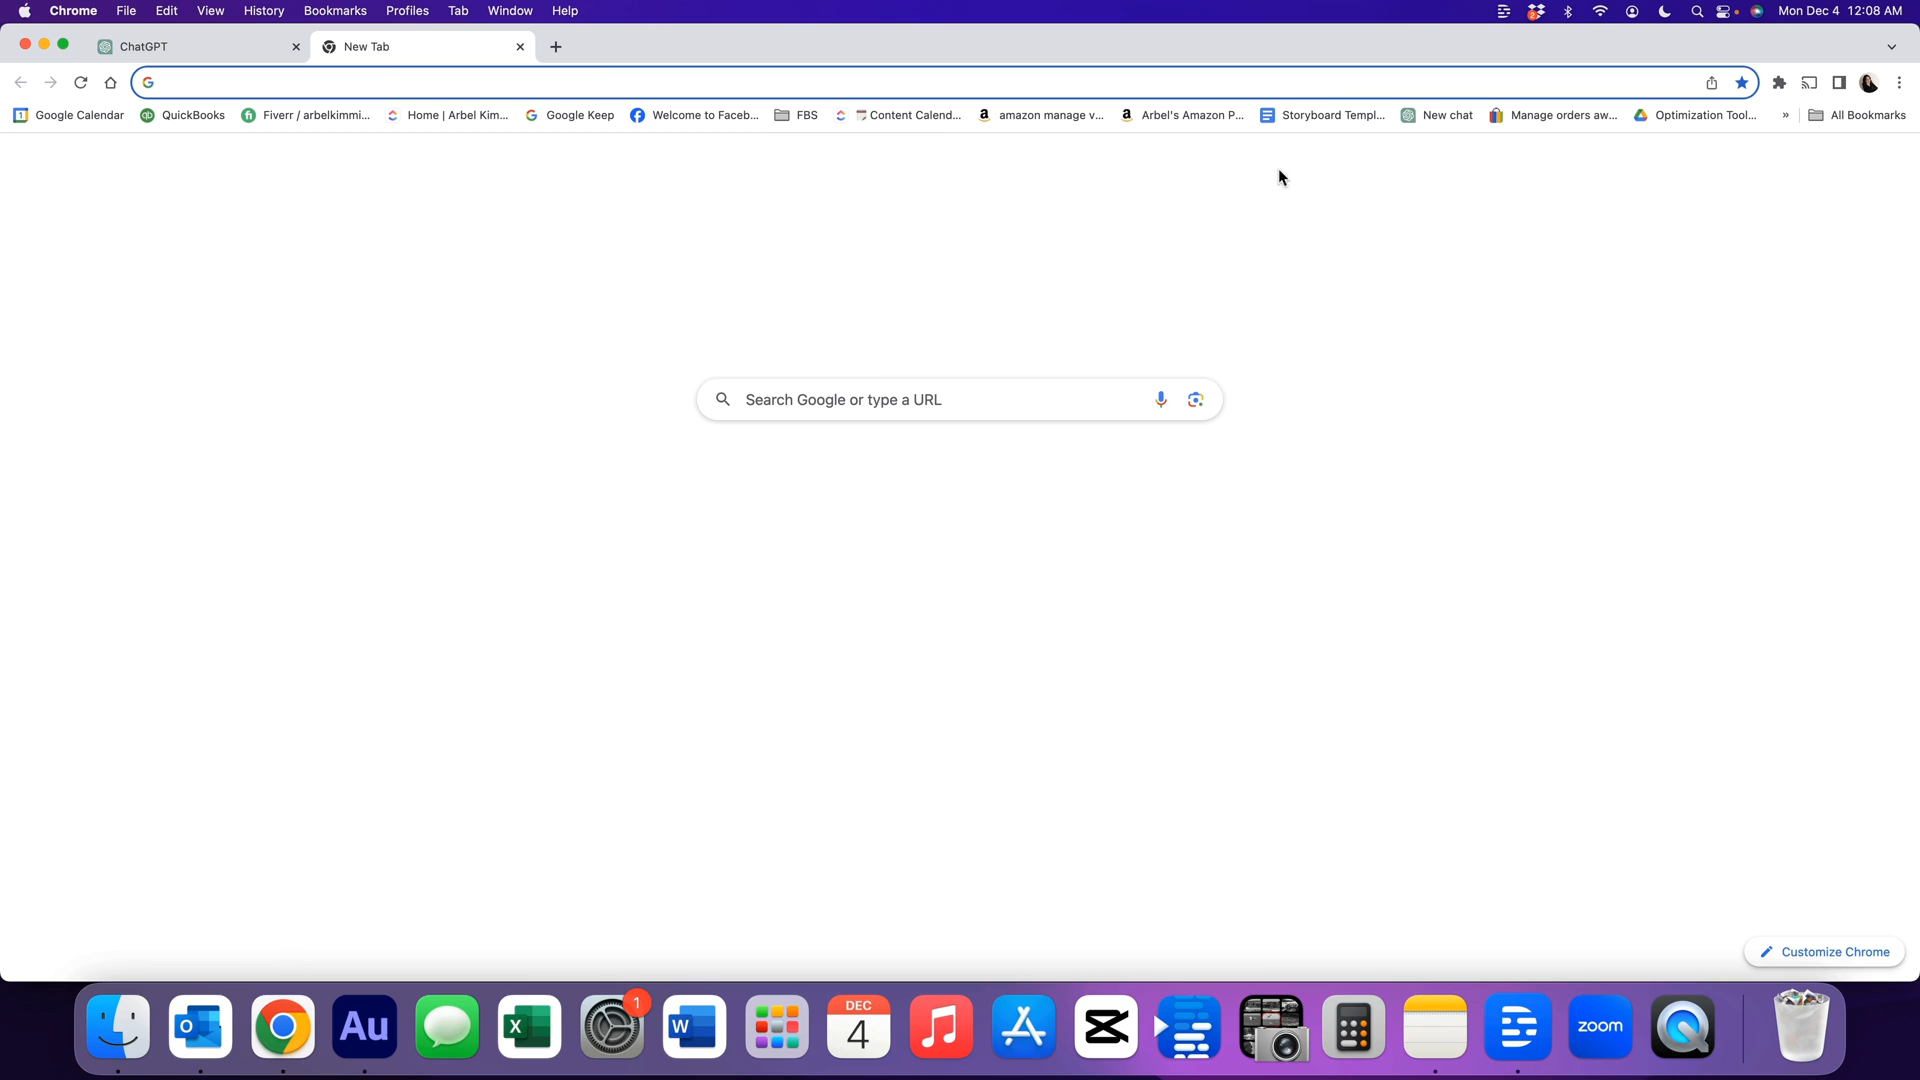 Chrome File Edit View History Bookmarks Profiles Tab Window Help
2
Mon Dec 4 12:08 AM
ChatGPT
New Tab
Google Calendar
QuickBooks
Fiverr / arbelkimmi...
Home | Arbel Kim...
Google Keep
Welcome to Faceb...
FBS
Content Calend...
amazon manage v...
Arbel's Amazon P...
Storyboard Templ...
New chat
Manage orders aw...
Optimization Tool...
»
All Bookmarks
Search Google or type a URL
Customize Chrome
O
Au
X
1
W
DEC
4
zoom